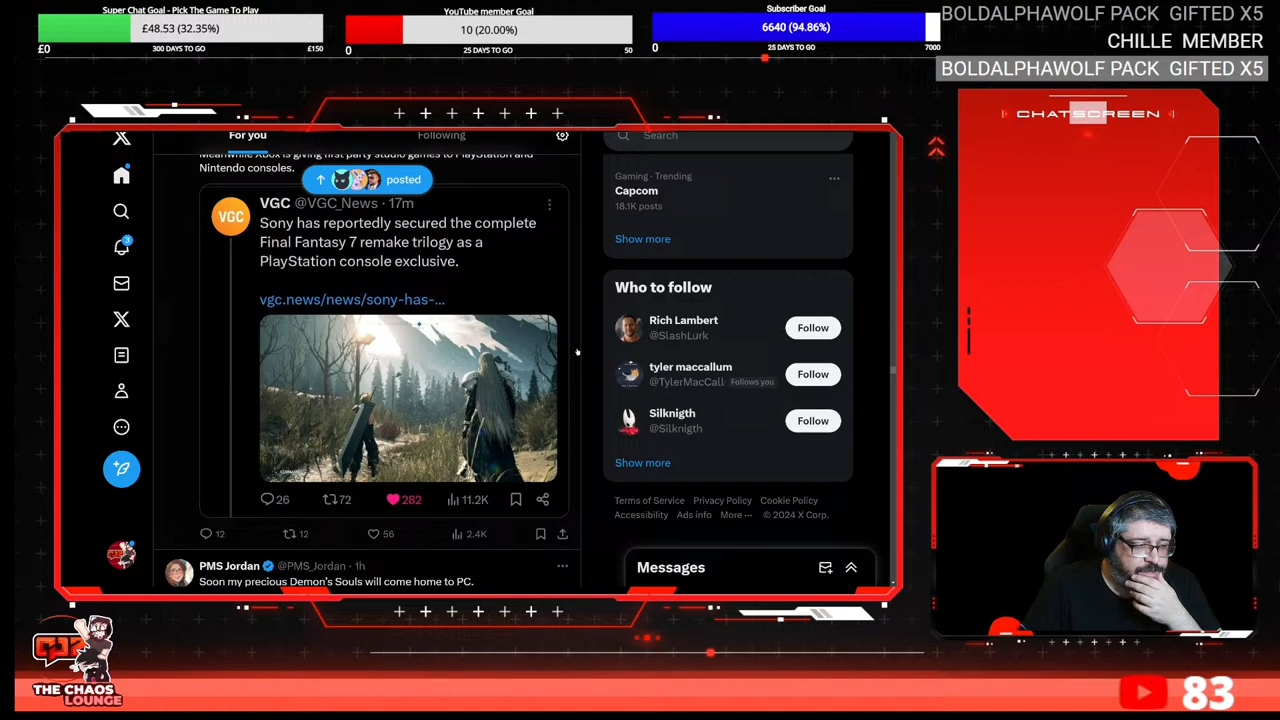 Super Chat Goal - Pick The Game To Play
£48.53 (32.35%)
£0
300 DAYS TO GO
£150
YouTube member Goal
10 (20.00%)
0
25 DAYS TO GO
50
Subscriber Goal
6640 (94.86%)
0
25 DAYS TO GO
7000
BOLDALPHAWOLF PACK GIFTED X5
CHILLE MEMBER
BOLDALPHAWOLF PACK GIFTED X5
CHATSCREEN
For you
Following
Search
Meanwhile Xbox is giving first party studio games to PlayStation and
Nintendo consoles.
posted
VGC
VGC @VGC_News · 17m
Sony has reportedly secured the complete
Final Fantasy 7 remake trilogy as a
PlayStation console exclusive.
vgc.news/news/sony-has-...
26
72
282
11.2K
12
12
56
2.4K
PMS Jordan @PMS_Jordan · 1h
Soon my precious Demon's Souls will come home to PC.
3
Gaming · Trending
Capcom
18.1K posts
Show more
Who to follow
Rich Lambert
@SlashLurk
Follow
tyler maccallum
@TylerMacCall
Follows you
Follow
Silknigth
@Silknigth
Follow
Show more
Terms of Service Privacy Policy Cookie Policy
Accessibility Ads info More ··· © 2024 X Corp.
Messages
THE CHAOS
LOUNGE
83